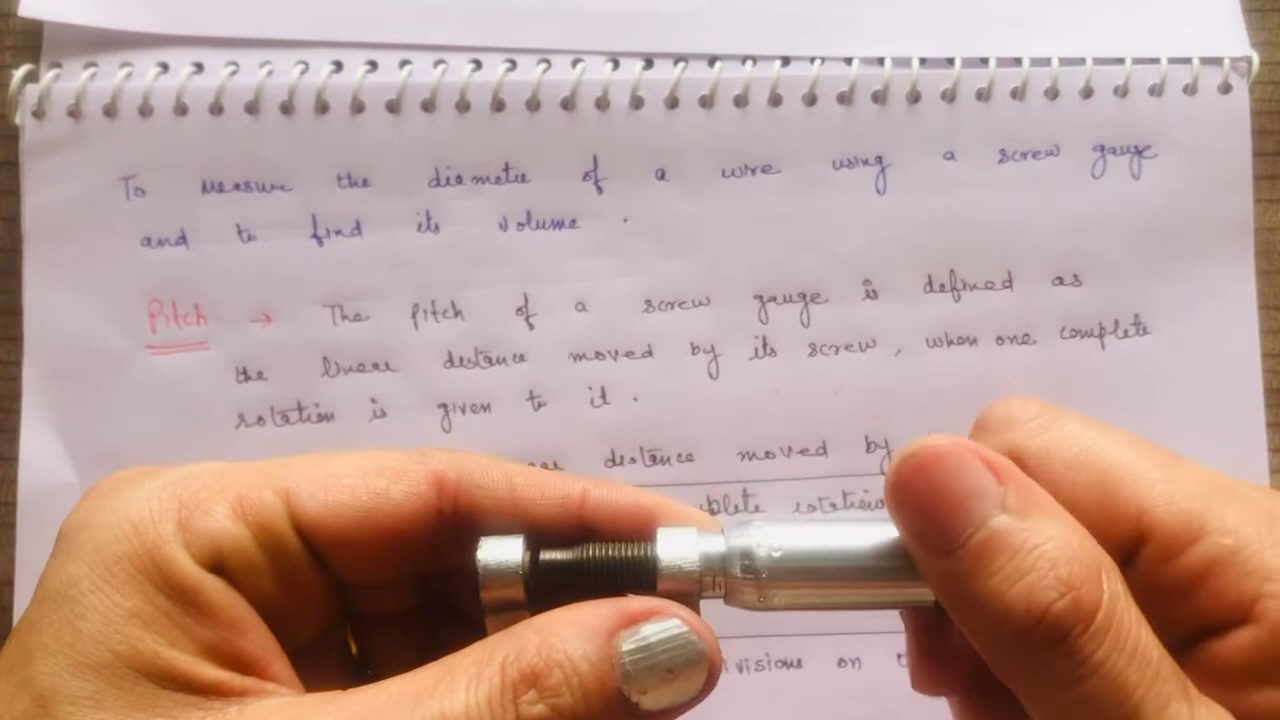 To measure the diameter of a wire using a screw gauge
and to find its volume.
Pitch → The pitch of a screw gauge is defined as
the linear distance moved by its screw, when one complete
rotation is given to it.
distance moved by
rotation
visions on